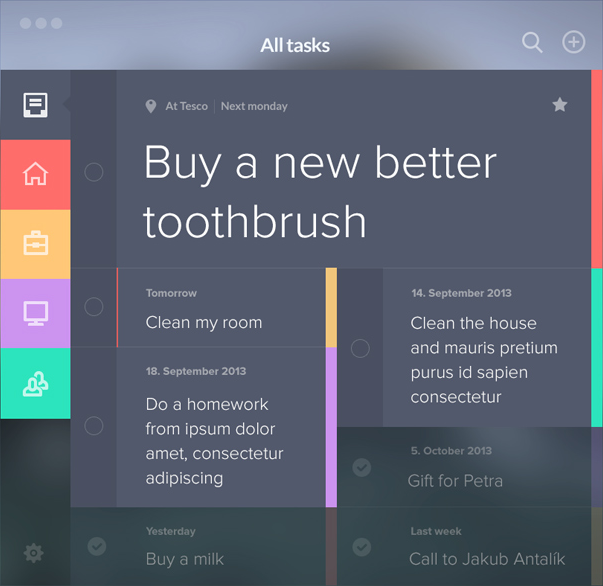 All tasks
At Tesco | Next monday
Buy a new better
toothbrush
Tomorrow
Clean my room
14. September 2013
Clean the house
and mauris pretium
purus id sapien
consectetur
18. September 2013
Do a homework
from ipsum dolor
amet, consectetur
adipiscing
5. October 2013
Gift for Petra
Yesterday
Buy a milk
Last week
Call to Jakub Antalík